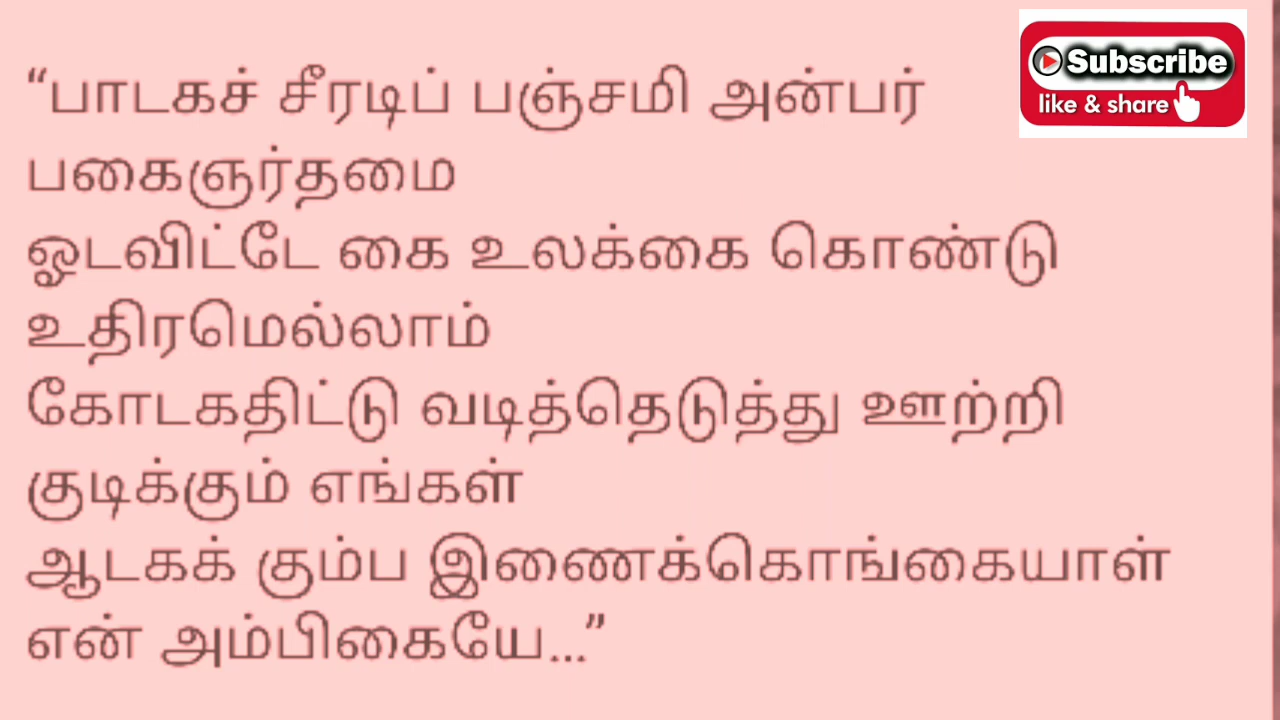 Subscribe
like & share
“பாடகச் சீரடிப் பஞ்சமி அன்பர்
பகைஞர்தமை
ஓடவிட்டே கை உலக்கை கொண்டு
உதிரமெல்லாம்
கோடகதிட்டு வடித்தெடுத்து ஊற்றி
குடிக்கும் எங்கள்
ஆடகக் கும்ப இணைக்கொங்கையாள்
என் அம்பிகையே...”